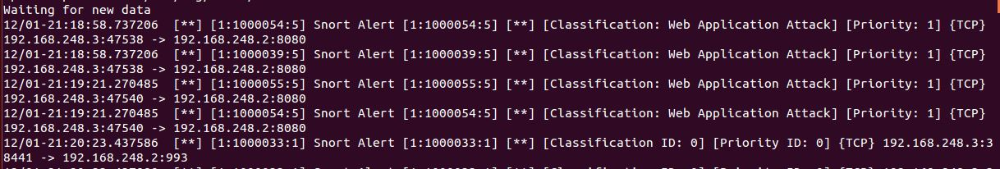 Waiting for new data
12/01-21:18:58.737206  [**] [1:1000054:5] Snort Alert [1:1000054:5] [**] [Classification: Web Application Attack] [Priority: 1] {TCP}
192.168.248.3:47538 -> 192.168.248.2:8080
12/01-21:18:58.737206  [**] [1:1000039:5] Snort Alert [1:1000039:5] [**] [Classification: Web Application Attack] [Priority: 1] {TCP}
192.168.248.3:47538 -> 192.168.248.2:8080
12/01-21:19:21.270485  [**] [1:1000055:5] Snort Alert [1:1000055:5] [**] [Classification: Web Application Attack] [Priority: 1] {TCP}
192.168.248.3:47540 -> 192.168.248.2:8080
12/01-21:19:21.270485  [**] [1:1000054:5] Snort Alert [1:1000054:5] [**] [Classification: Web Application Attack] [Priority: 1] {TCP}
192.168.248.3:47540 -> 192.168.248.2:8080
12/01-21:20:23.437586  [**] [1:1000033:1] Snort Alert [1:1000033:1] [**] [Classification ID: 0] [Priority ID: 0] {TCP} 192.168.248.3:3
8441 -> 192.168.248.2:993